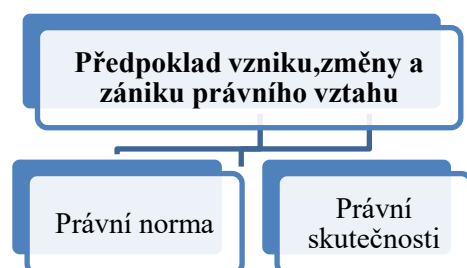 Předpoklad vzniku,změny a
zániku právního vztahu
Právní norma
Právní
skutečnosti